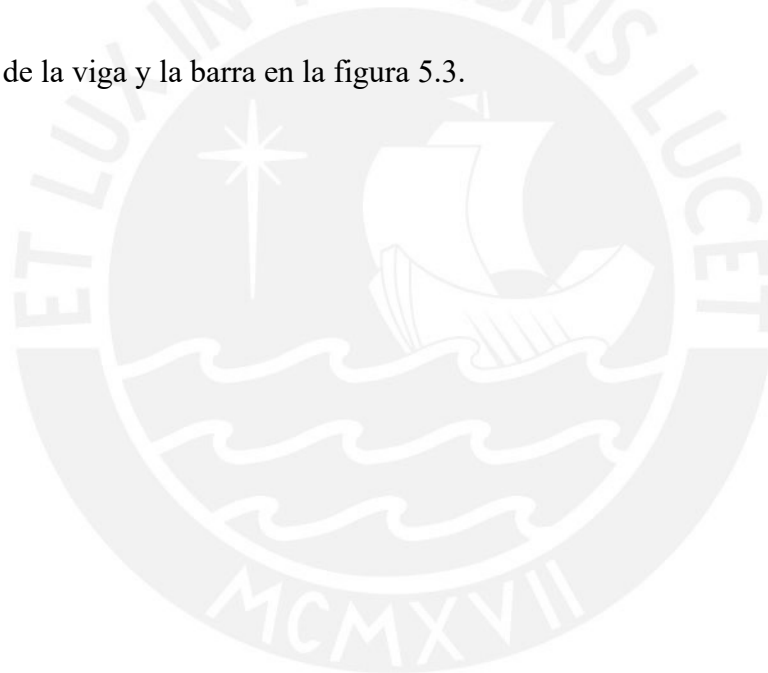 de la viga y la barra en la figura 5.3.
ET LUX IN TENEBRIS LUCET
MCMXVII